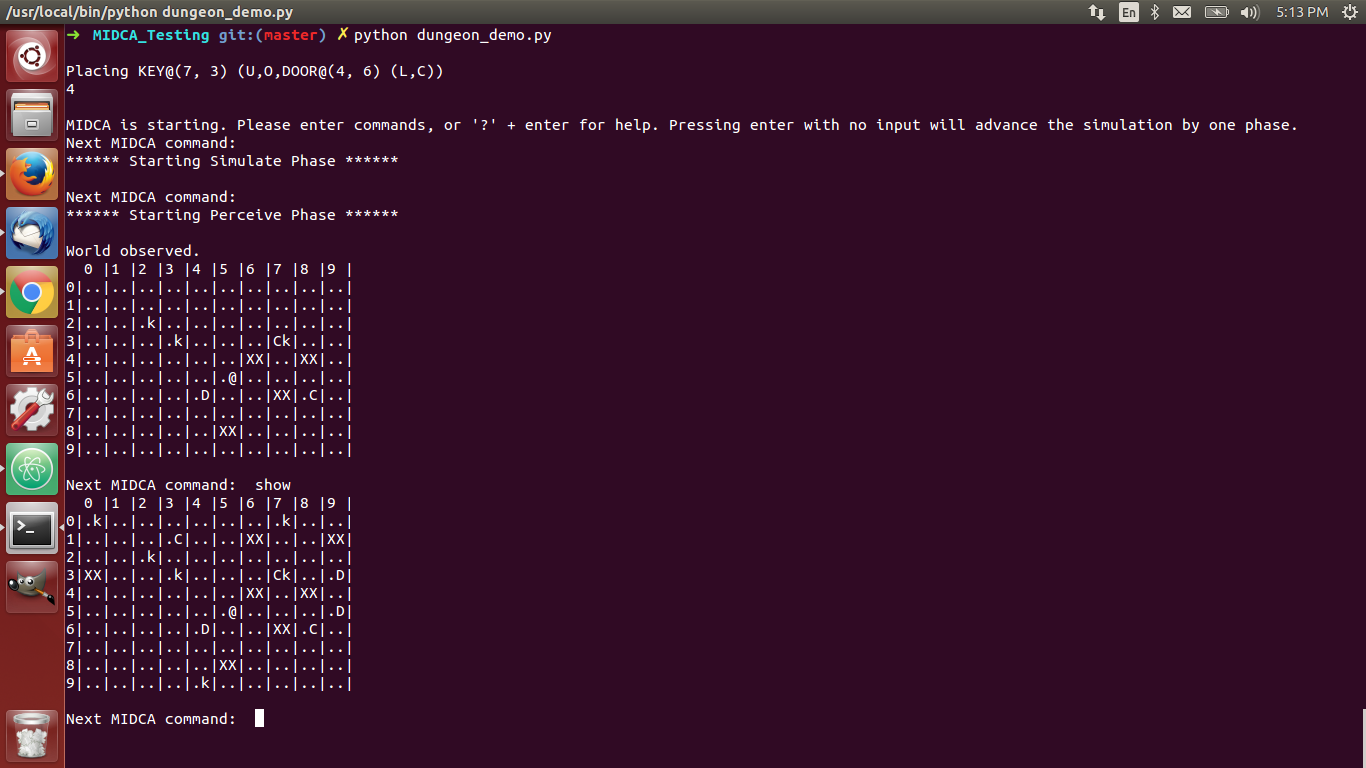 /usr/local/bin/python dungeon_demo.py
En
5:13 PM
➜  MIDCA_Testing git:(master) ✗ python dungeon_demo.py
Placing KEY@(7, 3) (U,O,DOOR@(4, 6) (L,C))
4
MIDCA is starting. Please enter commands, or '?' + enter for help. Pressing enter with no input will advance the simulation by one phase.
Next MIDCA command:
****** Starting Simulate Phase ******
Next MIDCA command:
****** Starting Perceive Phase ******
World observed.
  0 |1 |2 |3 |4 |5 |6 |7 |8 |9 |
0|..|..|..|..|..|..|..|..|..|..|
1|..|..|..|..|..|..|..|..|..|..|
2|..|..|.k|..|..|..|..|..|..|..|
3|..|..|..|.k|..|..|..|Ck|..|..|
4|..|..|..|..|..|..|XX|..|XX|..|
5|..|..|..|..|..|.@|..|..|..|..|
6|..|..|..|..|.D|..|..|XX|.C|..|
7|..|..|..|..|..|..|..|..|..|..|
8|..|..|..|..|..|XX|..|..|..|..|
9|..|..|..|..|..|..|..|..|..|..|
Next MIDCA command:  show
  0 |1 |2 |3 |4 |5 |6 |7 |8 |9 |
0|.k|..|..|..|..|..|..|.k|..|..|
1|..|..|..|.C|..|..|XX|..|..|XX|
2|..|..|.k|..|..|..|..|..|..|..|
3|XX|..|..|.k|..|..|..|Ck|..|.D|
4|..|..|..|..|..|..|XX|..|XX|..|
5|..|..|..|..|..|.@|..|..|..|.D|
6|..|..|..|..|.D|..|..|XX|.C|..|
7|..|..|..|..|..|..|..|..|..|..|
8|..|..|..|..|..|XX|..|..|..|..|
9|..|..|..|..|.k|..|..|..|..|..|
Next MIDCA command: